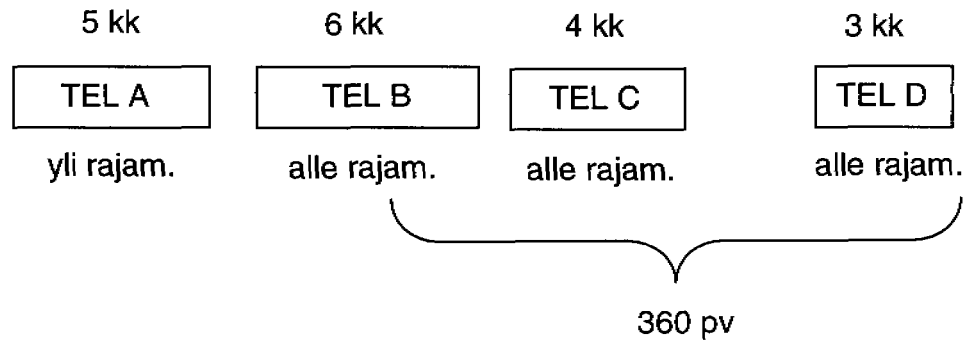 5 kk 6 kk 4 kk 3 kk
TEL A TEL B TEL C TEL D
yli rajam. alle rajam. alle rajam. alle rajam.
360 pv